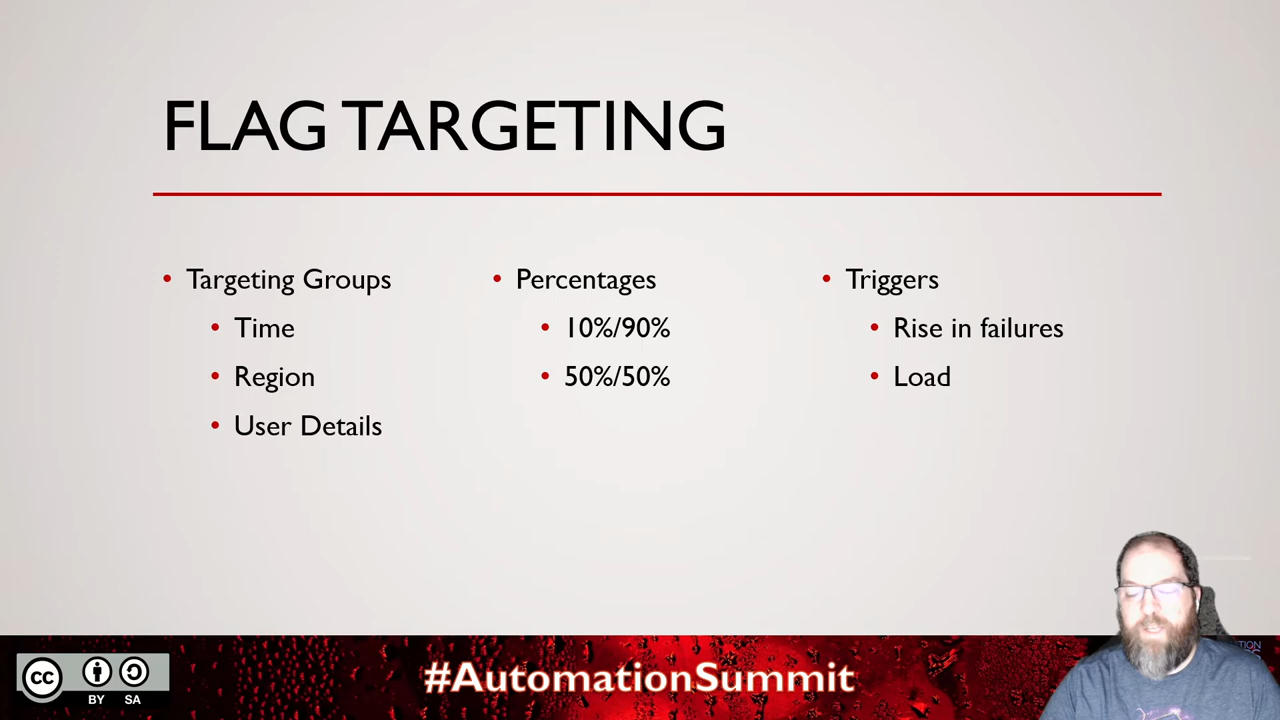 FLAG TARGETING
• Targeting Groups
• Time
• Region
• User Details
• Percentages
• 10%/90%
• 50%/50%
• Triggers
• Rise in failures
• Load
cc
BY SA
#AutomationSummit